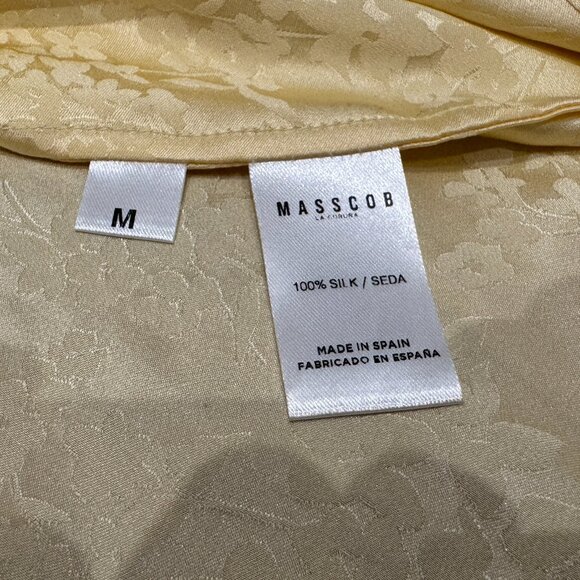 M
MASSCOB
LA CORUÑA
100% SILK / SEDA
MADE IN SPAIN
FABRICADO EN ESPAÑA